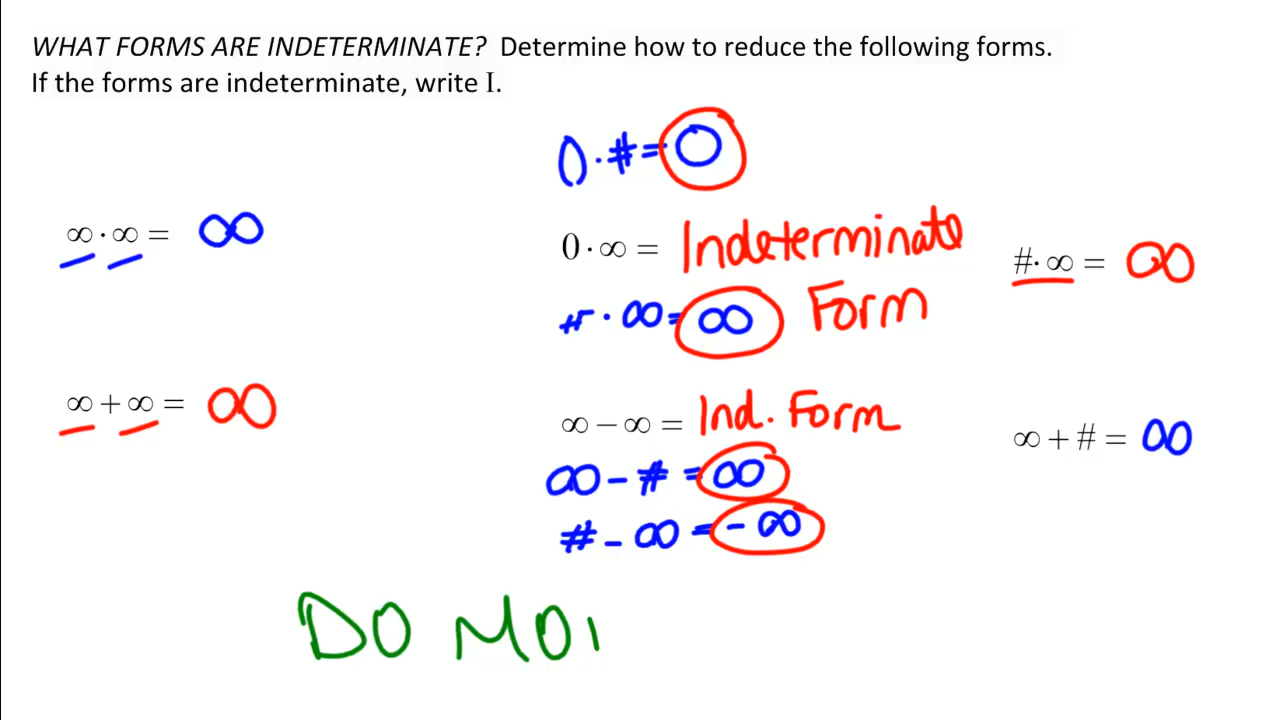 WHAT FORMS ARE INDETERMINATE? Determine how to reduce the following forms.
If the forms are indeterminate, write I.
∞ · ∞ = ∞
∞ + ∞ = ∞
0 · # = 0
0 · ∞ = Indeterminate
Form
# · ∞ = ∞
∞ − ∞ = Ind. Form
∞ - # = ∞
# - ∞ = - ∞
# · ∞ = ∞
∞ + # = ∞
DO MO